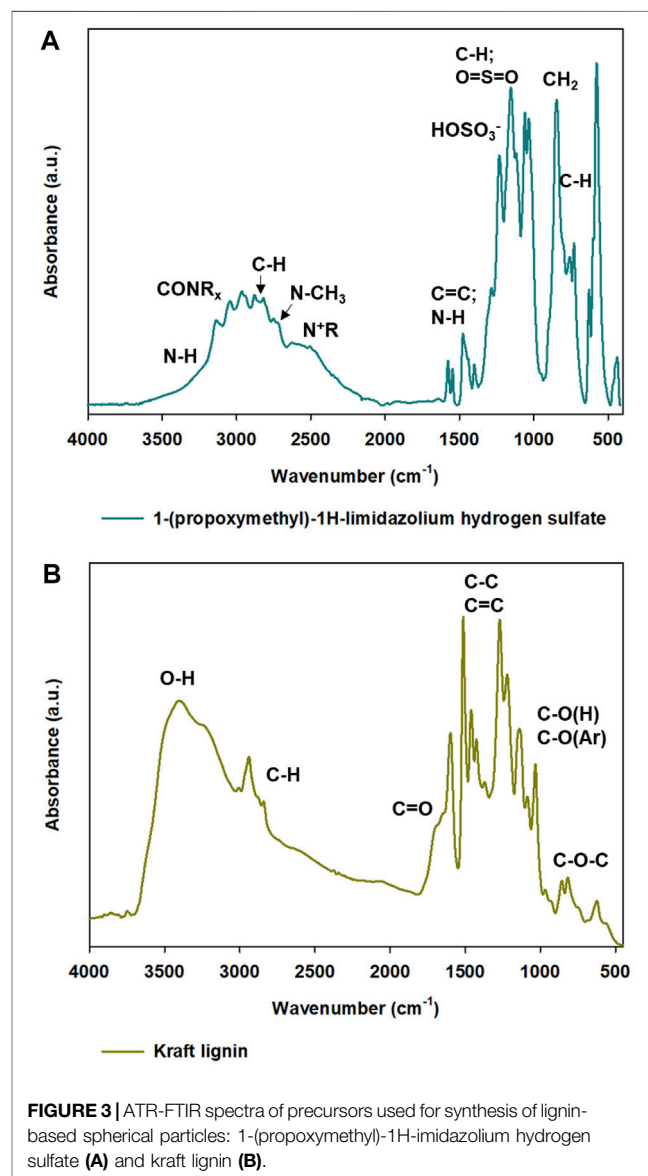 A
C-H;
O=S=O
CH₂
HOSO₃⁻
C-H
C-H
CONRₓ
N-CH₃
C=C;
N-H
N⁺R
N-H
Absorbance (a.u.)
4000 3500 3000 2500 2000 1500 1000 500
Wavenumber (cm⁻¹)
1-(propoxymethyl)-1H-limidazolium hydrogen sulfate
B
C-C
C=C
O-H
C-O(H)
C-O(Ar)
C-H
C=O
C-O-C
Absorbance (a.u.)
4000 3500 3000 2500 2000 1500 1000 500
Wavenumber (cm⁻¹)
Kraft lignin
FIGURE 3 | ATR-FTIR spectra of precursors used for synthesis of lignin-
based spherical particles: 1-(propoxymethyl)-1H-imidazolium hydrogen
sulfate (A) and kraft lignin (B).